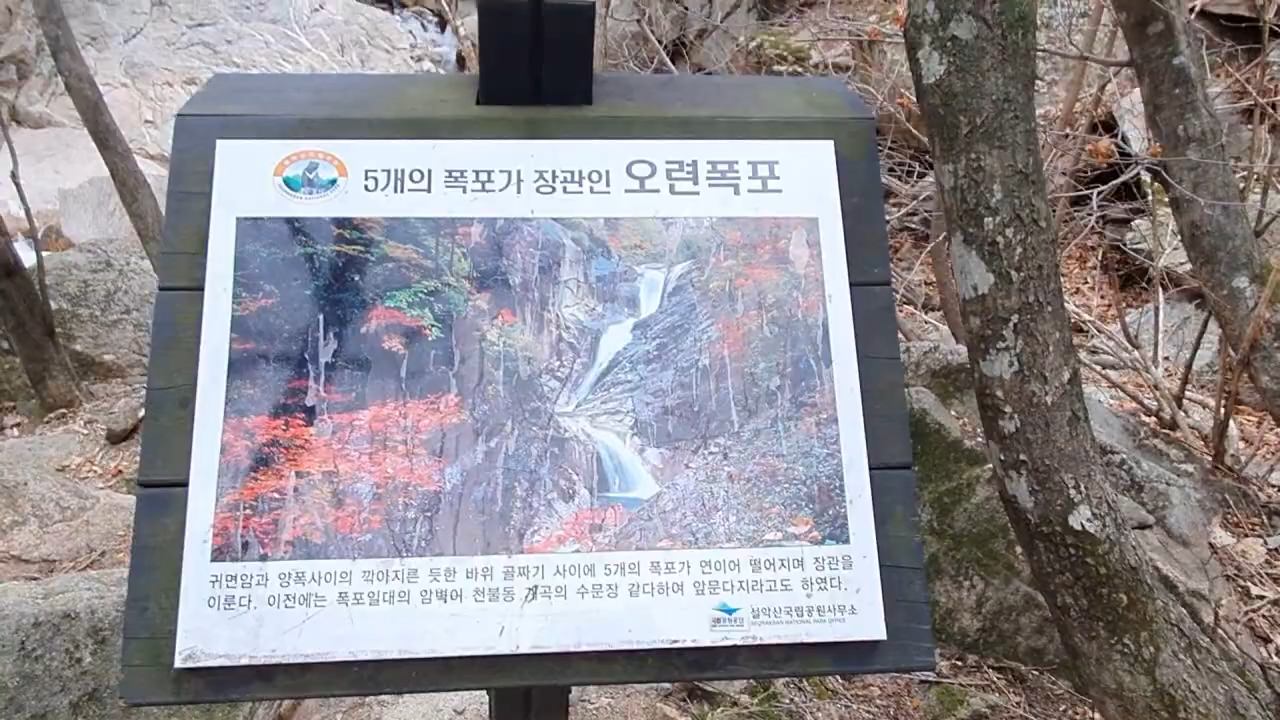 5개의 폭포가 장관인 오련폭포
귀면암과 양폭사이의 깍아지른 듯한 바위 골짜기 사이에 5개의 폭포가 연이어 떨어지며 장관을
이룬다. 이전에는 폭포일대의 암벽이 천불동 계곡의 수문장 같다하여 앞문다지라고도 하였다.
설악산국립공원사무소
SEORAKSAN NATIONAL PARK OFFICE